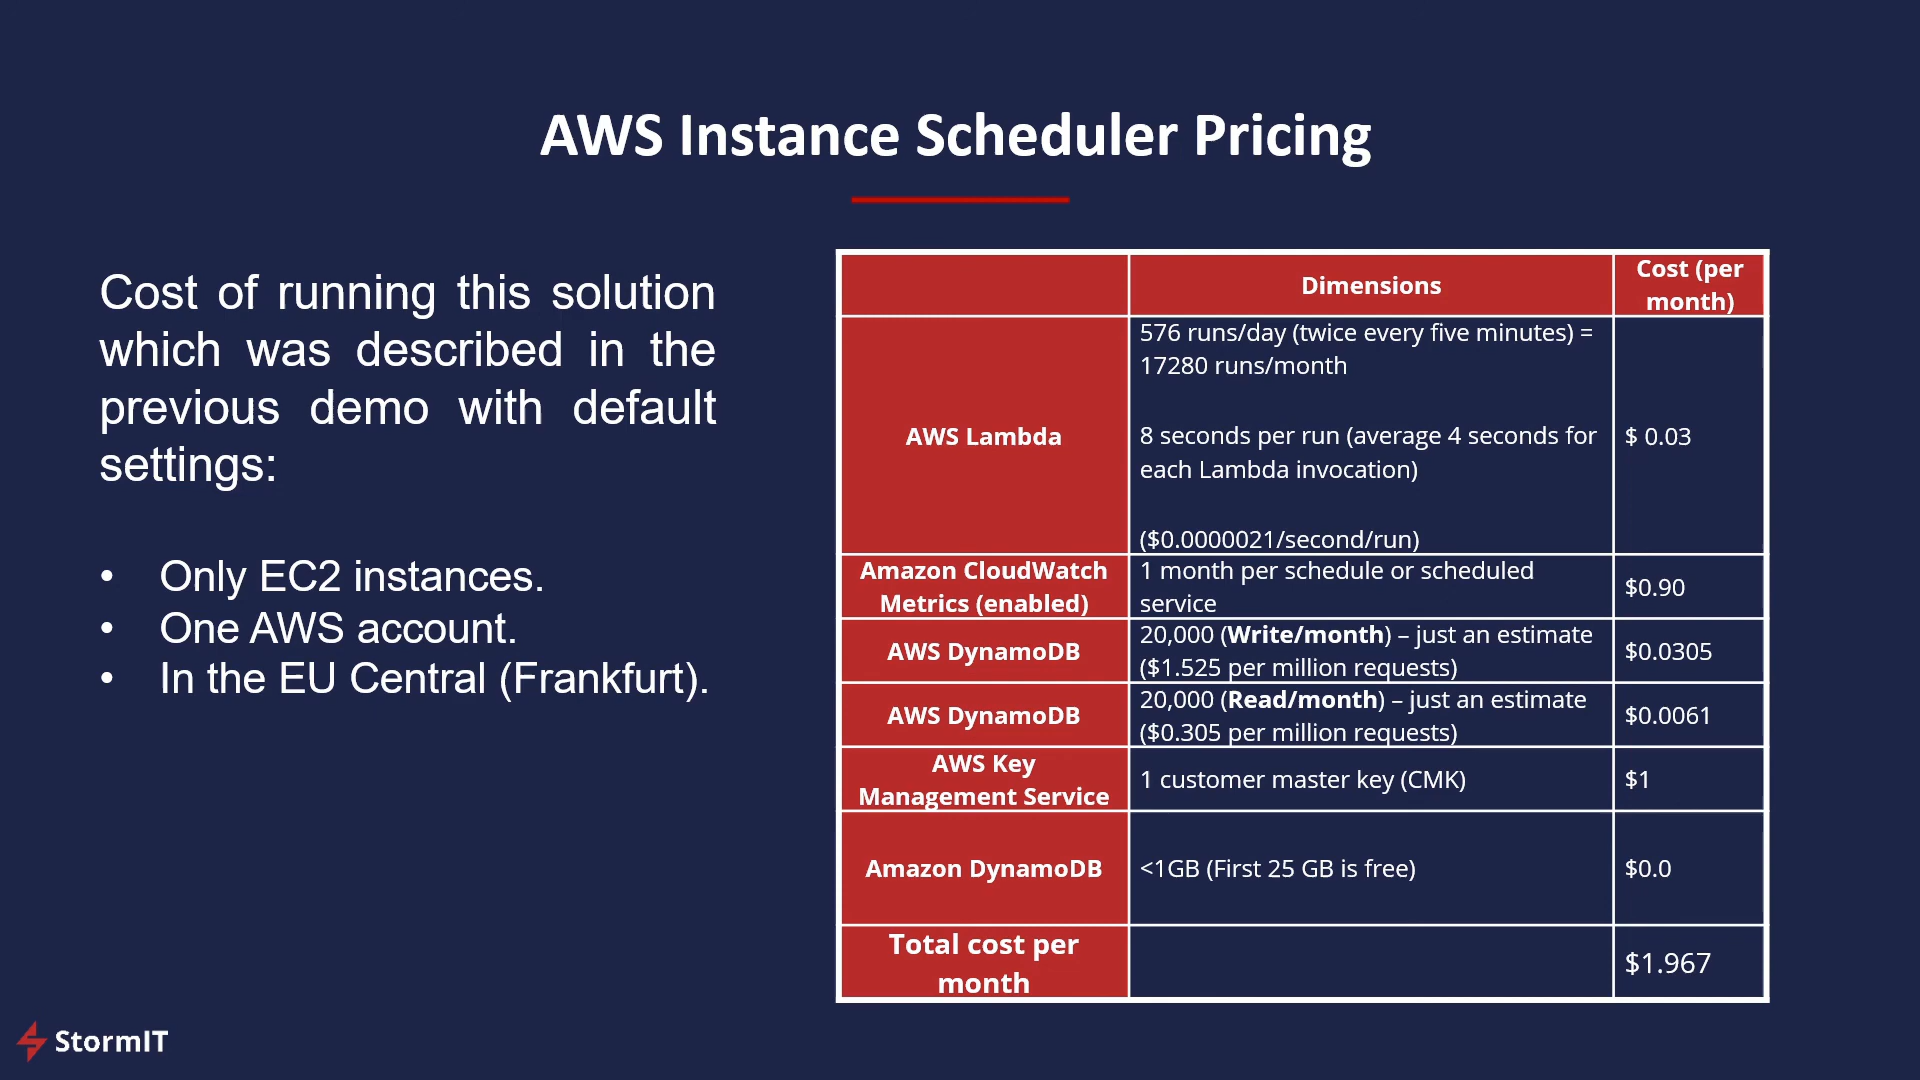 AWS Instance Scheduler Pricing
Cost of running this solution
which was described in the
previous demo with default
settings:
• Only EC2 instances.
• One AWS account.
• In the EU Central (Frankfurt).
Dimensions
Cost (per
month)
AWS Lambda
576 runs/day (twice every five minutes) =
17280 runs/month
8 seconds per run (average 4 seconds for
each Lambda invocation)
($0.0000021/second/run)
$ 0.03
Amazon CloudWatch
Metrics (enabled)
1 month per schedule or scheduled
service
$0.90
AWS DynamoDB
20,000 (Write/month) – just an estimate
($1.525 per million requests)
$0.0305
AWS DynamoDB
20,000 (Read/month) – just an estimate
($0.305 per million requests)
$0.0061
AWS Key
Management Service
1 customer master key (CMK)
$1
Amazon DynamoDB
<1GB (First 25 GB is free)
$0.0
Total cost per
month
$1.967
StormIT